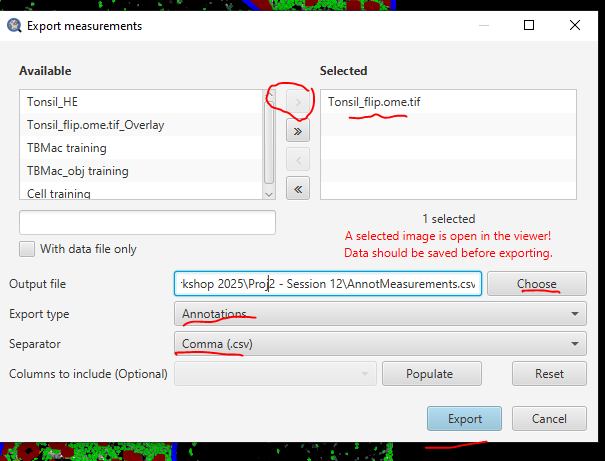 Export measurements
Available
Selected
Tonsil_HE
Tonsil_flip.ome.tif_Overlay
TBMac training
TBMac_obj training
Cell training
>
»
<
«
Tonsil_flip.ome.tif
1 selected
A selected image is open in the viewer!
Data should be saved before exporting.
With data file only
Output file
kshop 2025\Proj2 - Session 12\AnnotMeasurements.csv
Choose
Export type
Annotations
Separator
Comma (.csv)
Columns to include (Optional)
Populate
Reset
Export
Cancel